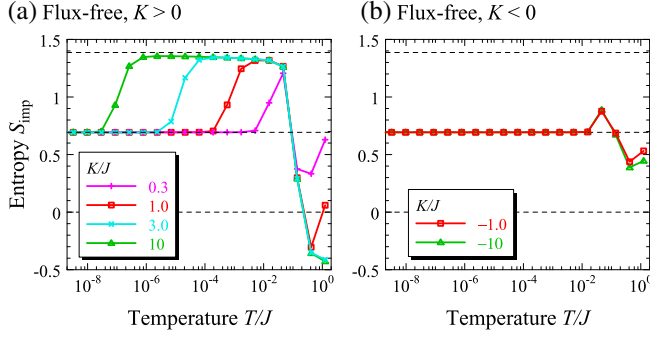 (a) Flux-free, K > 0
(b) Flux-free, K < 0
Entropy S_imp
1.5
1
0.5
0
-0.5
K/J
0.3
1.0
3.0
10
10^-8 10^-6 10^-4 10^-2 10^0
Temperature T/J
1.5
1
0.5
0
-0.5
K/J
−1.0
−10
10^-8 10^-6 10^-4 10^-2 10^0
Temperature T/J